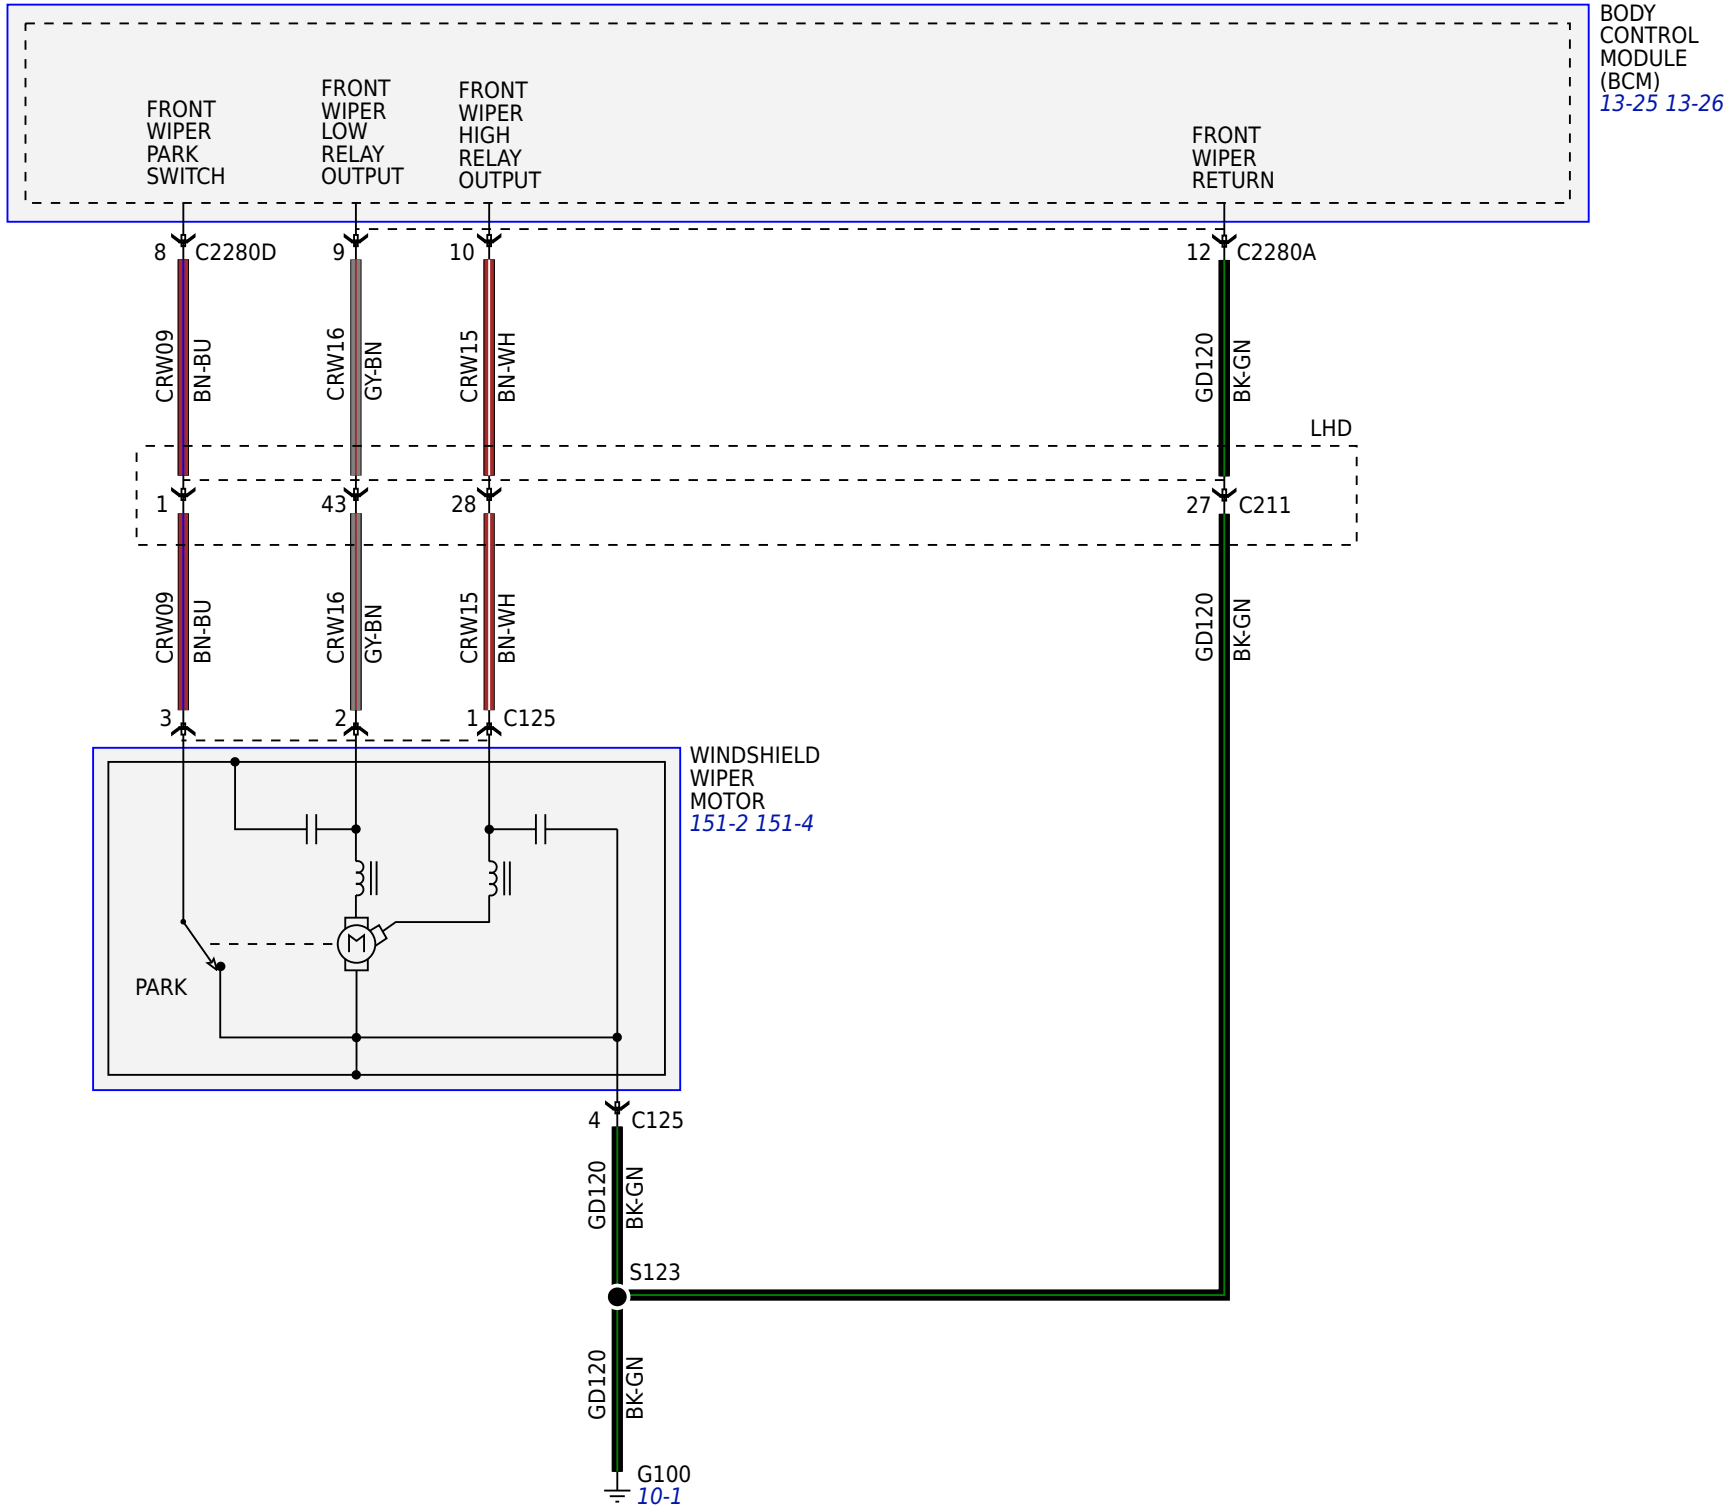 BODY
CONTROL
MODULE
(BCM)
13-25 13-26
FRONT
WIPER
PARK
SWITCH
FRONT
WIPER
LOW
RELAY
OUTPUT
FRONT
WIPER
HIGH
RELAY
OUTPUT
FRONT
WIPER
RETURN
8 C2280D
9
10
12 C2280A
CRW09
BN-BU
CRW16
GY-BN
CRW15
BN-WH
GD120
BK-GN
LHD
1
43
28
27 C211
CRW09
BN-BU
CRW16
GY-BN
CRW15
BN-WH
GD120
BK-GN
3
2
1 C125
WINDSHIELD
WIPER
MOTOR
151-2 151-4
M
PARK
4 C125
GD120
BK-GN
S123
GD120
BK-GN
G100
10-1